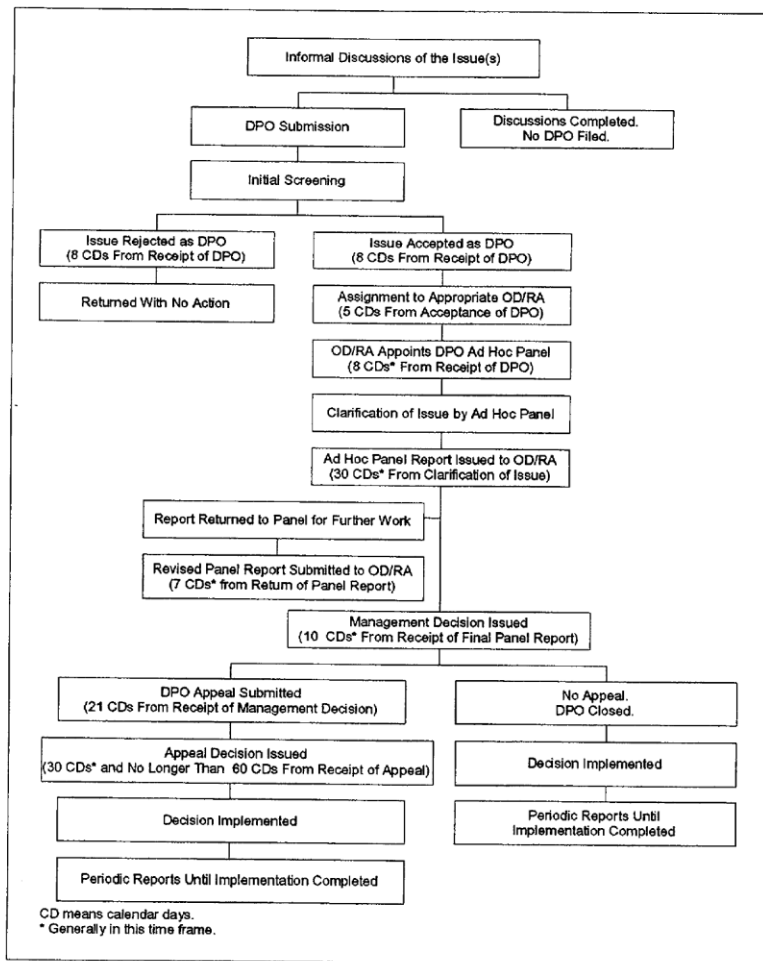 Informal Discussions of the Issue(s)
DPO Submission
Discussions Completed.
No DPO Filed.
Initial Screening
Issue Rejected as DPO
(8 CDs From Receipt of DPO)
Issue Accepted as DPO
(8 CDs From Receipt of DPO)
Returned With No Action
Assignment to Appropriate OD/RA
(5 CDs From Acceptance of DPO)
OD/RA Appoints DPO Ad Hoc Panel
(8 CDs* From Receipt of DPO)
Clarification of Issue by Ad Hoc Panel
Ad Hoc Panel Report Issued to OD/RA
(30 CDs* From Clarification of Issue)
Report Returned to Panel for Further Work
Revised Panel Report Submitted to OD/RA
(7 CDs* from Return of Panel Report)
Management Decision Issued
(10 CDs* From Receipt of Final Panel Report)
DPO Appeal Submitted
(21 CDs From Receipt of Management Decision)
No Appeal.
DPO Closed.
Appeal Decision Issued
(30 CDs* and No Longer Than 60 CDs From Receipt of Appeal)
Decision Implemented
Decision Implemented
Periodic Reports Until
Implementation Completed
Periodic Reports Until Implementation Completed
CD means calendar days.
* Generally in this time frame.